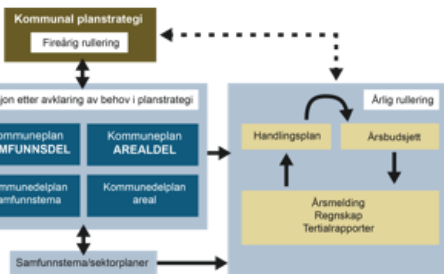 Kommunal planstrategi
Fireårig rullering
jon etter avklaring av behov i planstrategi
Årlig rullering
ommuneplan
MFUNNSDEL
Kommuneplan
AREALDEL
Handlingsplan
Årsbudsjett
mmunedelplan
amfunnstema
Kommunedelplan
areal
Årsmelding
Regnskap
Tertialrapporter
Samfunnstema/sektorplaner